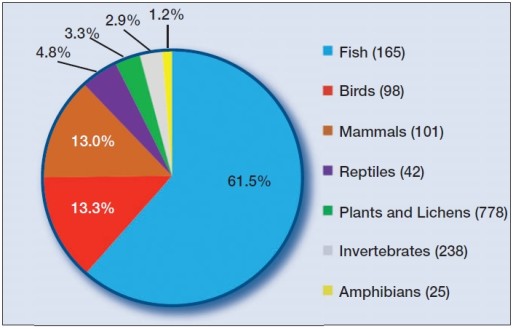 1.2%
2.9%
3.3%
4.8%
13.0%
61.5%
13.3%
Fish (165)
Birds (98)
Mammals (101)
Reptiles (42)
Plants and Lichens (778)
Invertebrates (238)
Amphibians (25)